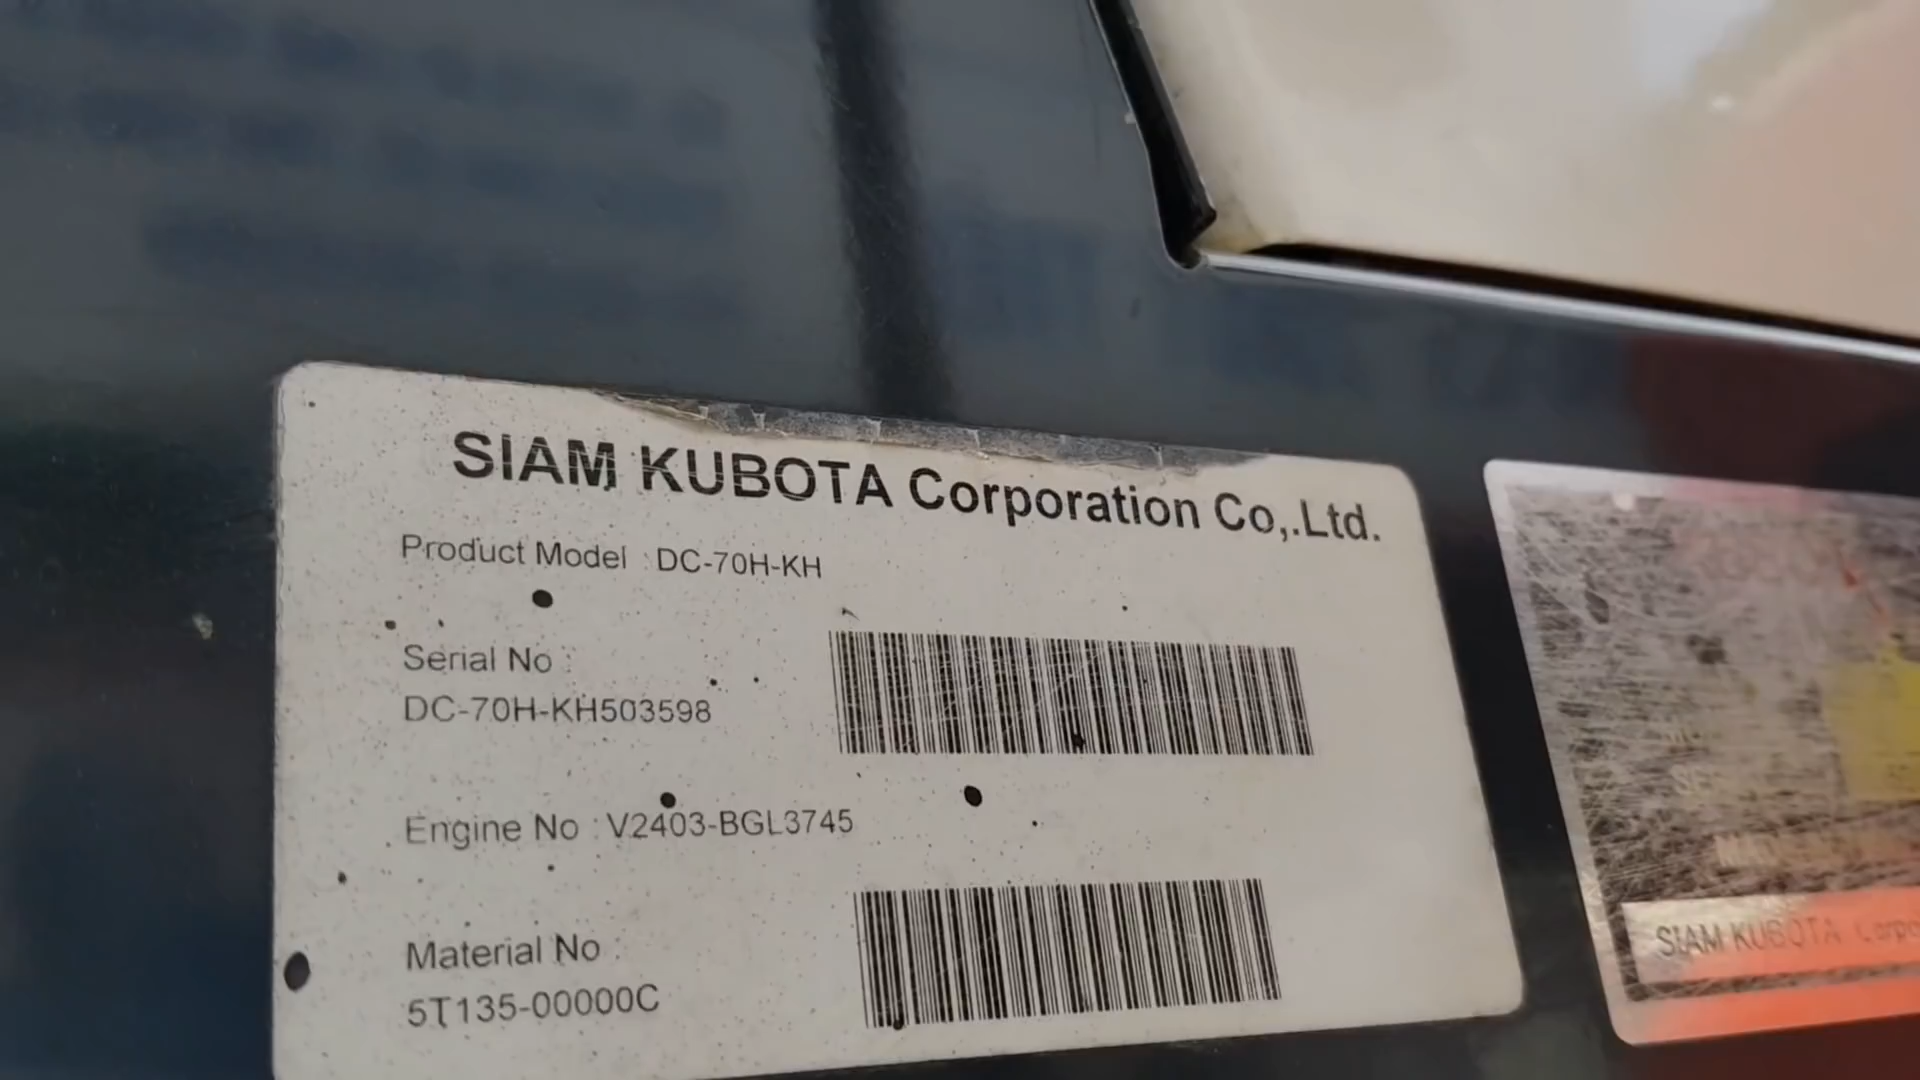 SIAM KUBOTA Corporation Co,.Ltd.
Product Model : DC-70H-KH
Serial No :
DC-70H-KH503598
Engine No : V2403-BGL3745
Material No :
5T135-00000C
SIAM KUBOTA